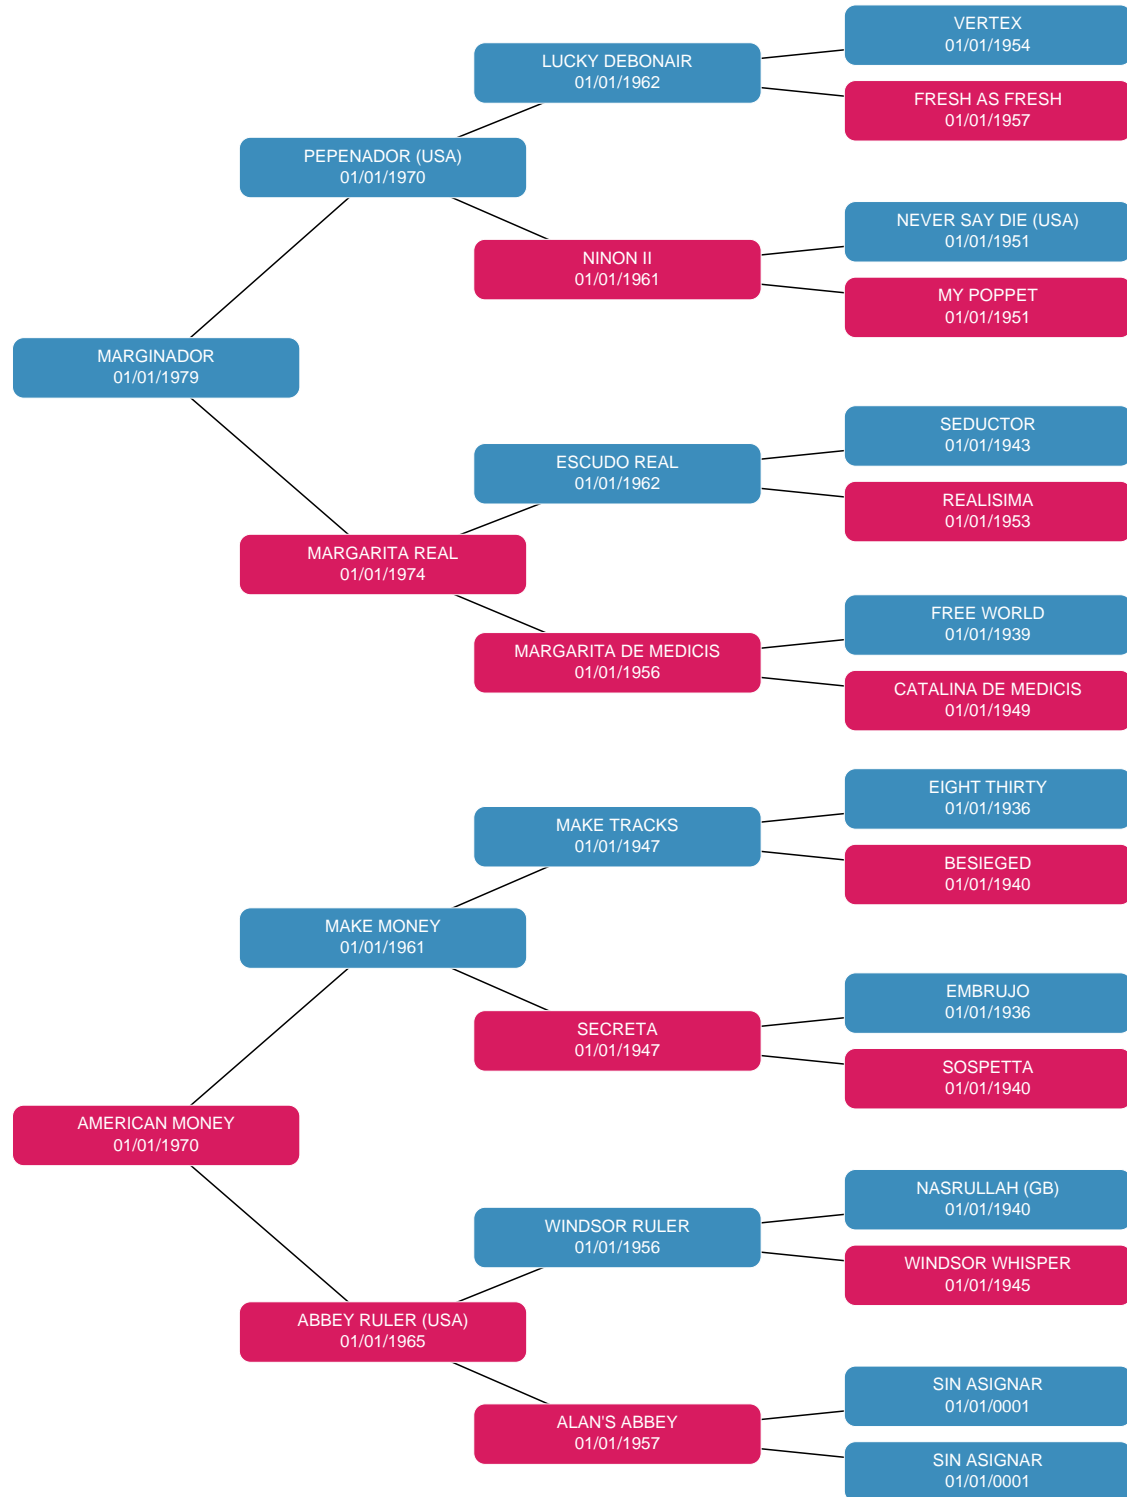 VERTEX
01/01/1954
LUCKY DEBONAIR
01/01/1962
FRESH AS FRESH
01/01/1957
PEPENADOR (USA)
01/01/1970
NEVER SAY DIE (USA)
01/01/1951
NINON II
01/01/1961
MY POPPET
01/01/1951
MARGINADOR
01/01/1979
SEDUCTOR
01/01/1943
ESCUDO REAL
01/01/1962
REALISIMA
01/01/1953
MARGARITA REAL
01/01/1974
FREE WORLD
01/01/1939
MARGARITA DE MEDICIS
01/01/1956
CATALINA DE MEDICIS
01/01/1949
EIGHT THIRTY
01/01/1936
MAKE TRACKS
01/01/1947
BESIEGED
01/01/1940
MAKE MONEY
01/01/1961
EMBRUJO
01/01/1936
SECRETA
01/01/1947
SOSPETTA
01/01/1940
AMERICAN MONEY
01/01/1970
NASRULLAH (GB)
01/01/1940
WINDSOR RULER
01/01/1956
WINDSOR WHISPER
01/01/1945
ABBEY RULER (USA)
01/01/1965
SIN ASIGNAR
01/01/0001
ALAN'S ABBEY
01/01/1957
SIN ASIGNAR
01/01/0001